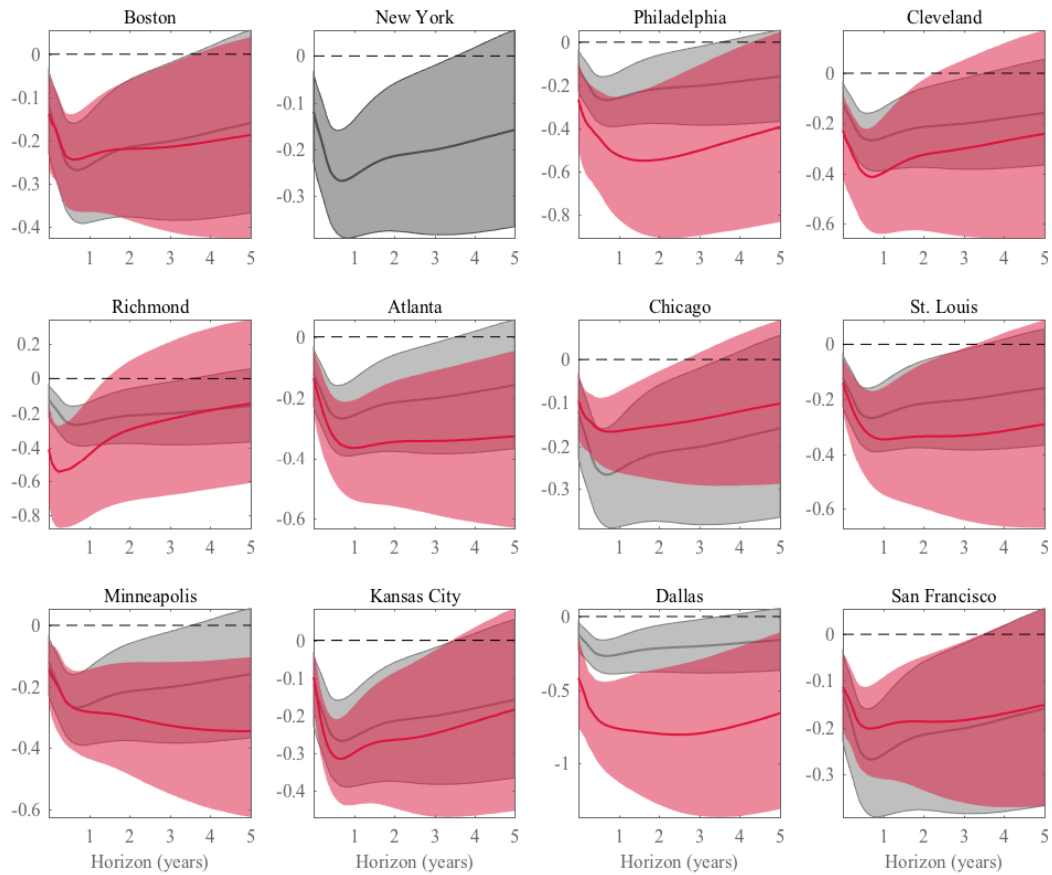 Boston
New York
Philadelphia
Cleveland
0
-0.1
-0.2
-0.3
-0.4
1 2 3 4 5
0
-0.1
-0.2
-0.3
1 2 3 4 5
0
-0.2
-0.4
-0.6
-0.8
1 2 3 4 5
0
-0.2
-0.4
-0.6
1 2 3 4 5
Richmond
Atlanta
Chicago
St. Louis
0.2
0
-0.2
-0.4
-0.6
-0.8
1 2 3 4 5
0
-0.2
-0.4
-0.6
1 2 3 4 5
0
-0.1
-0.2
-0.3
1 2 3 4 5
0
-0.2
-0.4
-0.6
1 2 3 4 5
Minneapolis
Kansas City
Dallas
San Francisco
0
-0.2
-0.4
-0.6
1 2 3 4 5
Horizon (years)
0
-0.1
-0.2
-0.3
-0.4
1 2 3 4 5
Horizon (years)
0
-0.5
-1
1 2 3 4 5
Horizon (years)
0
-0.1
-0.2
-0.3
1 2 3 4 5
Horizon (years)